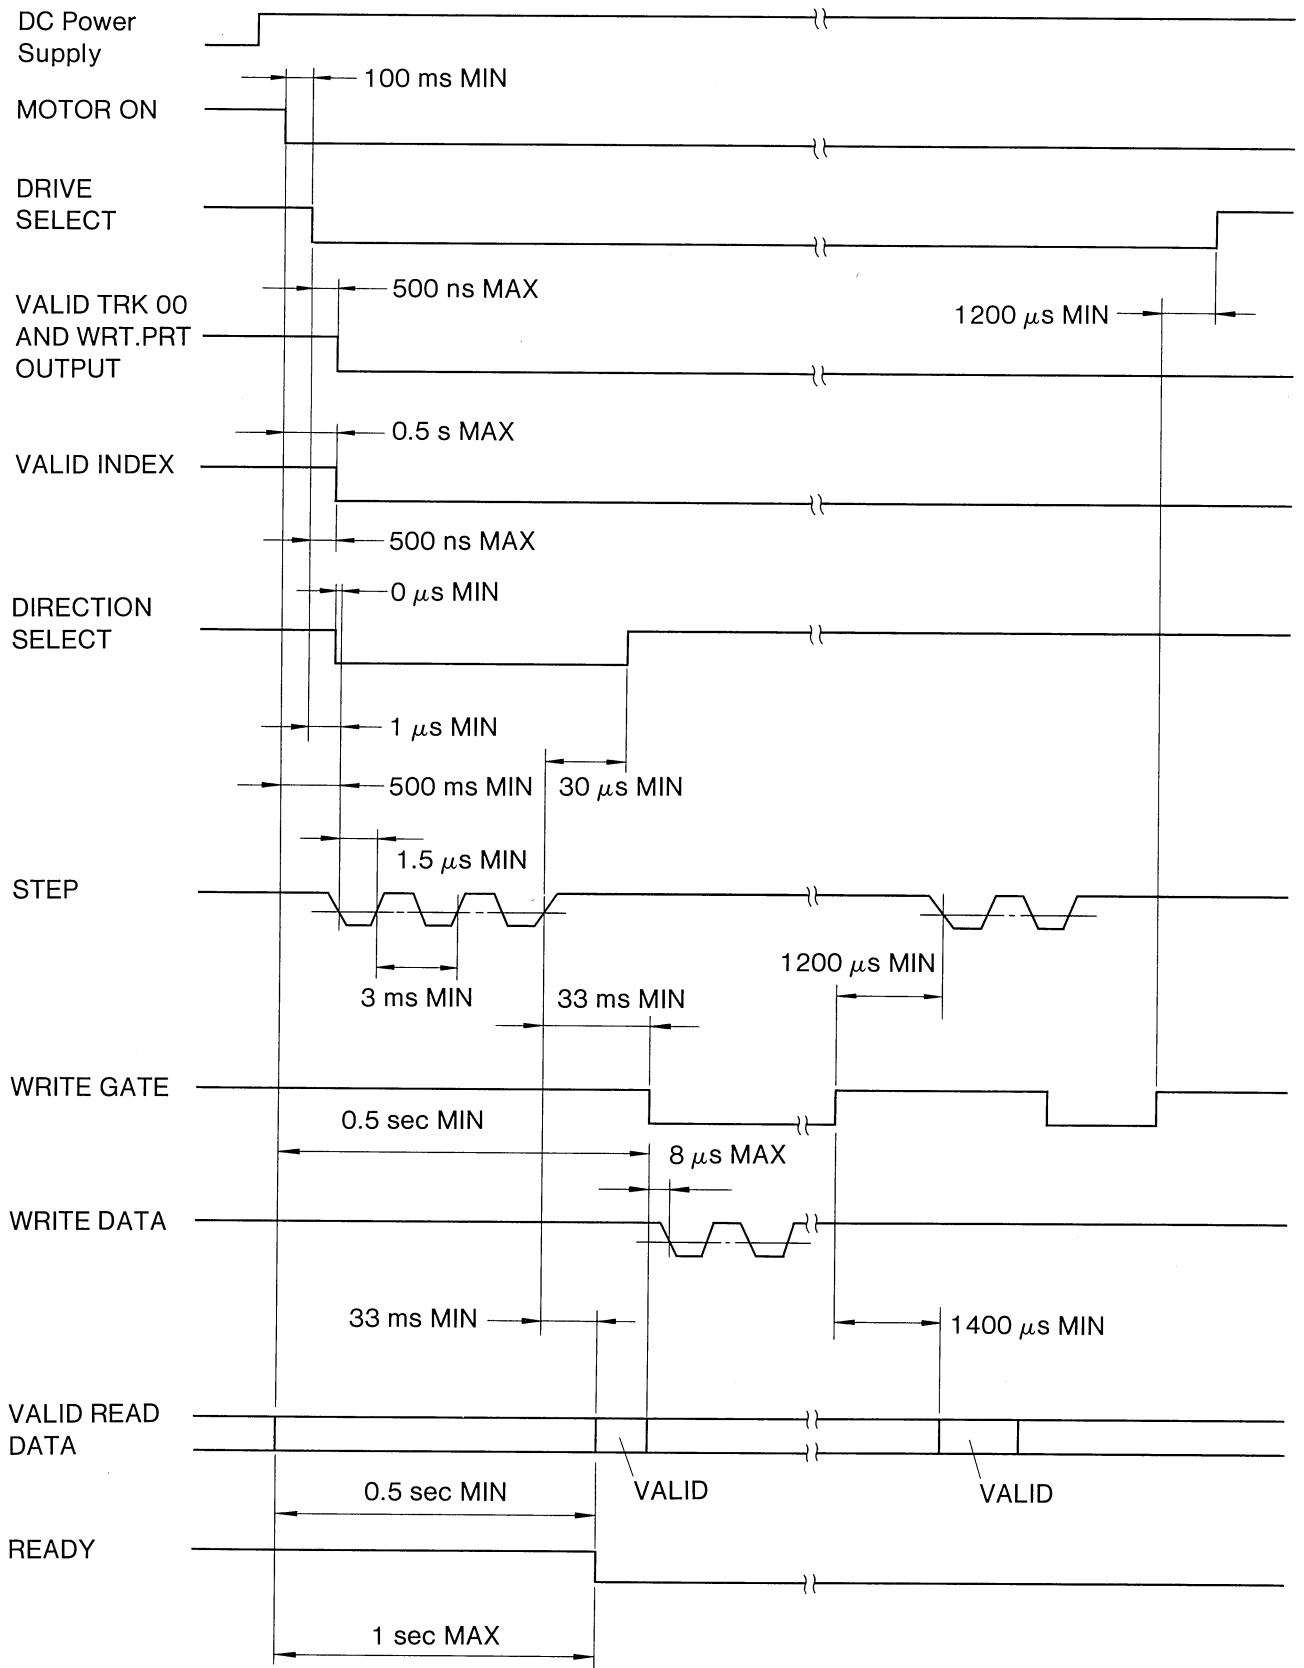 DC Power
Supply
100 ms MIN
MOTOR ON
DRIVE
SELECT
500 ns MAX
VALID TRK 00
AND WRT.PRT
OUTPUT
1200 μs MIN
0.5 s MAX
VALID INDEX
500 ns MAX
0 μs MIN
DIRECTION
SELECT
1 μs MIN
500 ms MIN
30 μs MIN
1.5 μs MIN
STEP
1200 μs MIN
3 ms MIN
33 ms MIN
WRITE GATE
0.5 sec MIN
8 μs MAX
WRITE DATA
33 ms MIN
1400 μs MIN
VALID READ
DATA
VALID
VALID
0.5 sec MIN
READY
1 sec MAX